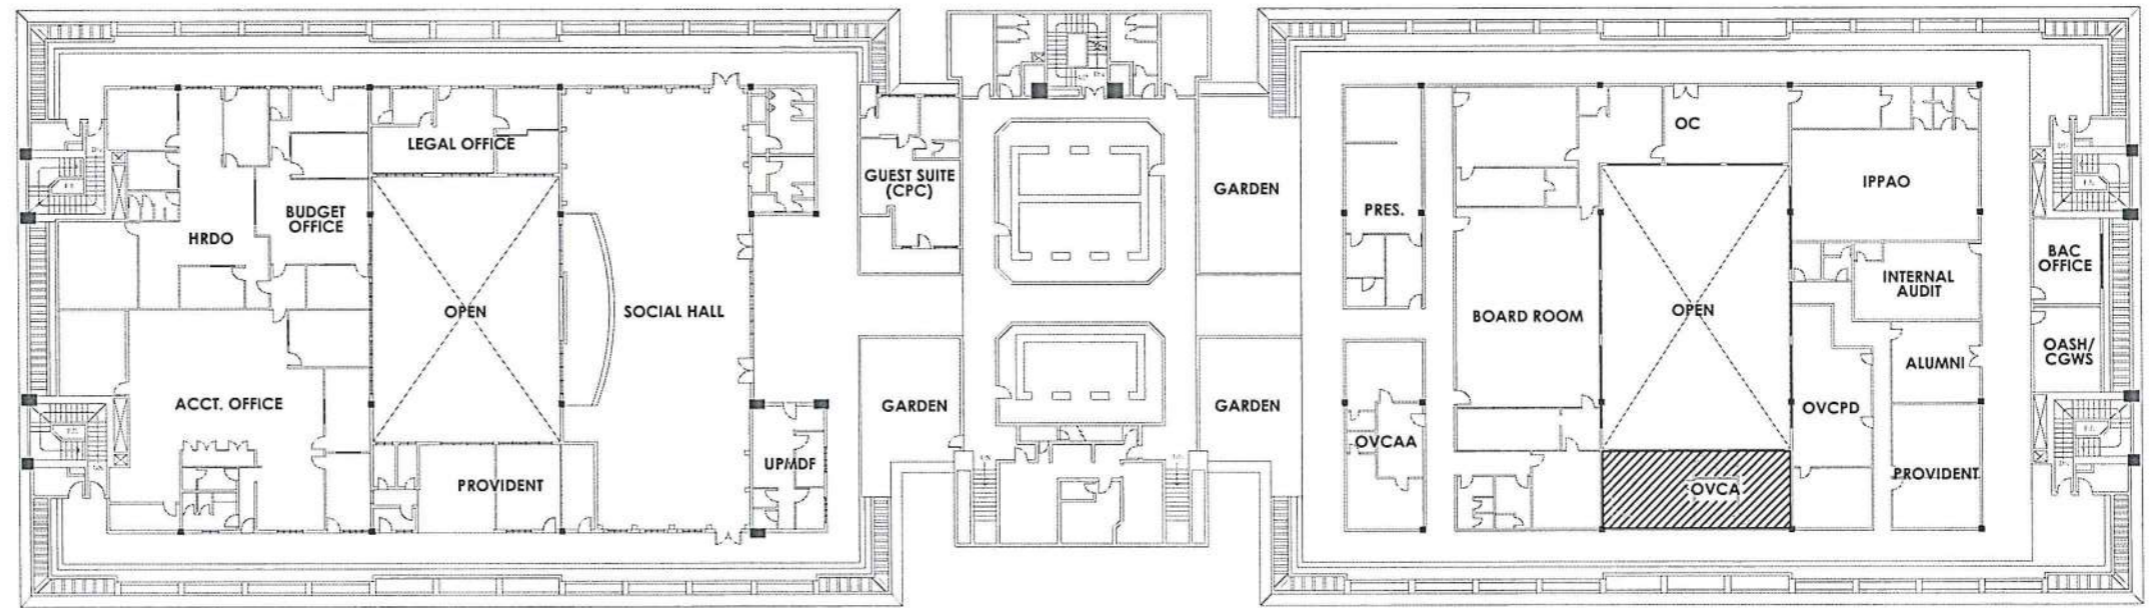 LEGAL OFFICE
BUDGET
OFFICE
HRDO
OPEN
SOCIAL HALL
ACCT. OFFICE
PROVIDENT
UPMDF
GUEST SUITE
(CPC)
GARDEN
GARDEN
GARDEN
PRES.
OVCAA
BOARD ROOM
OC
OPEN
OVCA
IPPAO
INTERNAL
AUDIT
ALUMNI
OVCPD
PROVIDENT
BAC
OFFICE
OASH/
CGWS